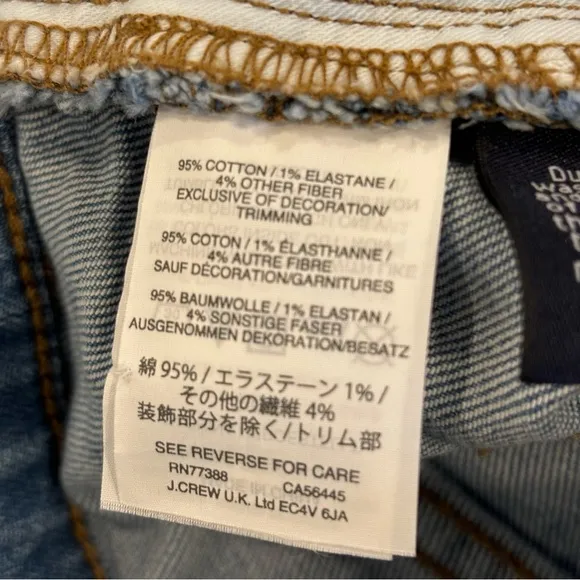 95% COTTON / 1% ELASTANE /
4% OTHER FIBER
EXCLUSIVE OF DECORATION/
TRIMMING
95% COTON / 1% ÉLASTHANNE /
4% AUTRE FIBRE
SAUF DÉCORATION/GARNITURES
95% BAUMWOLLE / 1% ELASTAN /
4% SONSTIGE FASER
AUSGENOMMEN DEKORATION/BESATZ
綿 95% / エラステーン 1% /
その他の繊維 4%
装飾部分を除く/トリム部
SEE REVERSE FOR CARE
RN77388 CA56445
J.CREW U.K. Ltd EC4V 6JA
Du